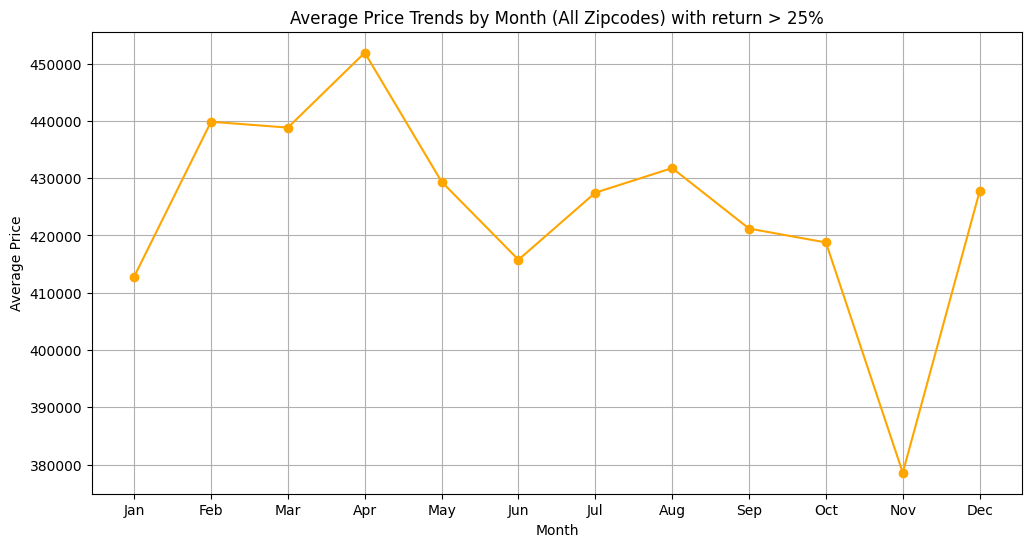 Average Price Trends by Month (All Zipcodes) with return > 25%
450000
440000
430000
420000
410000
400000
390000
380000
Average Price
Jan Feb Mar Apr May Jun Jul Aug Sep Oct Nov Dec
Month